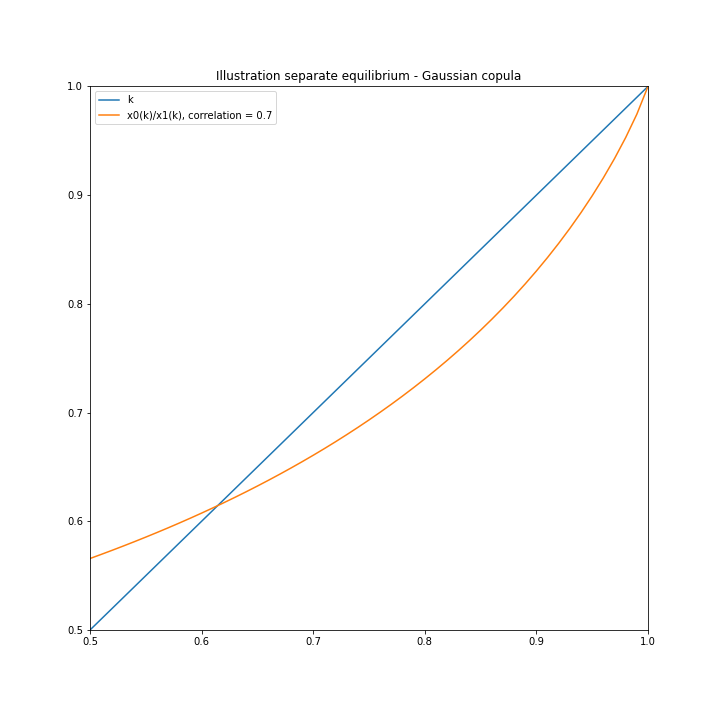 Illustration separate equilibrium - Gaussian copula
1.0
k
x0(k)/x1(k), correlation = 0.7
0.9
0.8
0.7
0.6
0.5
0.5 0.6 0.7 0.8 0.9 1.0